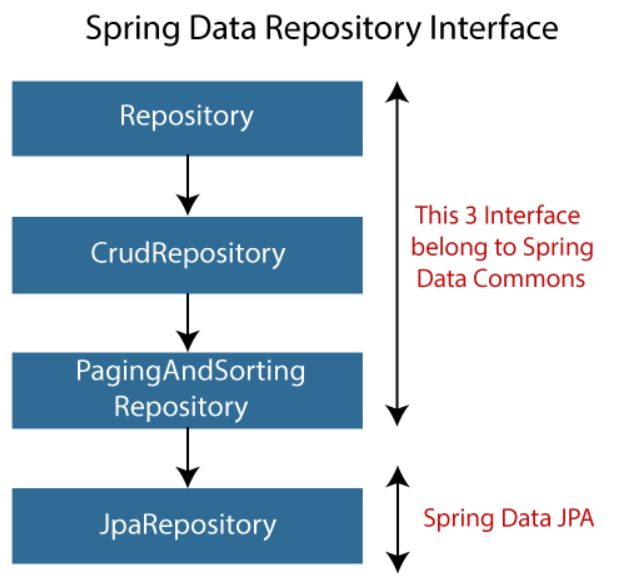 Spring Data Repository Interface
Repository
CrudRepository
PagingAndSorting
Repository
JpaRepository
This 3 Interface
belong to Spring
Data Commons
Spring Data JPA